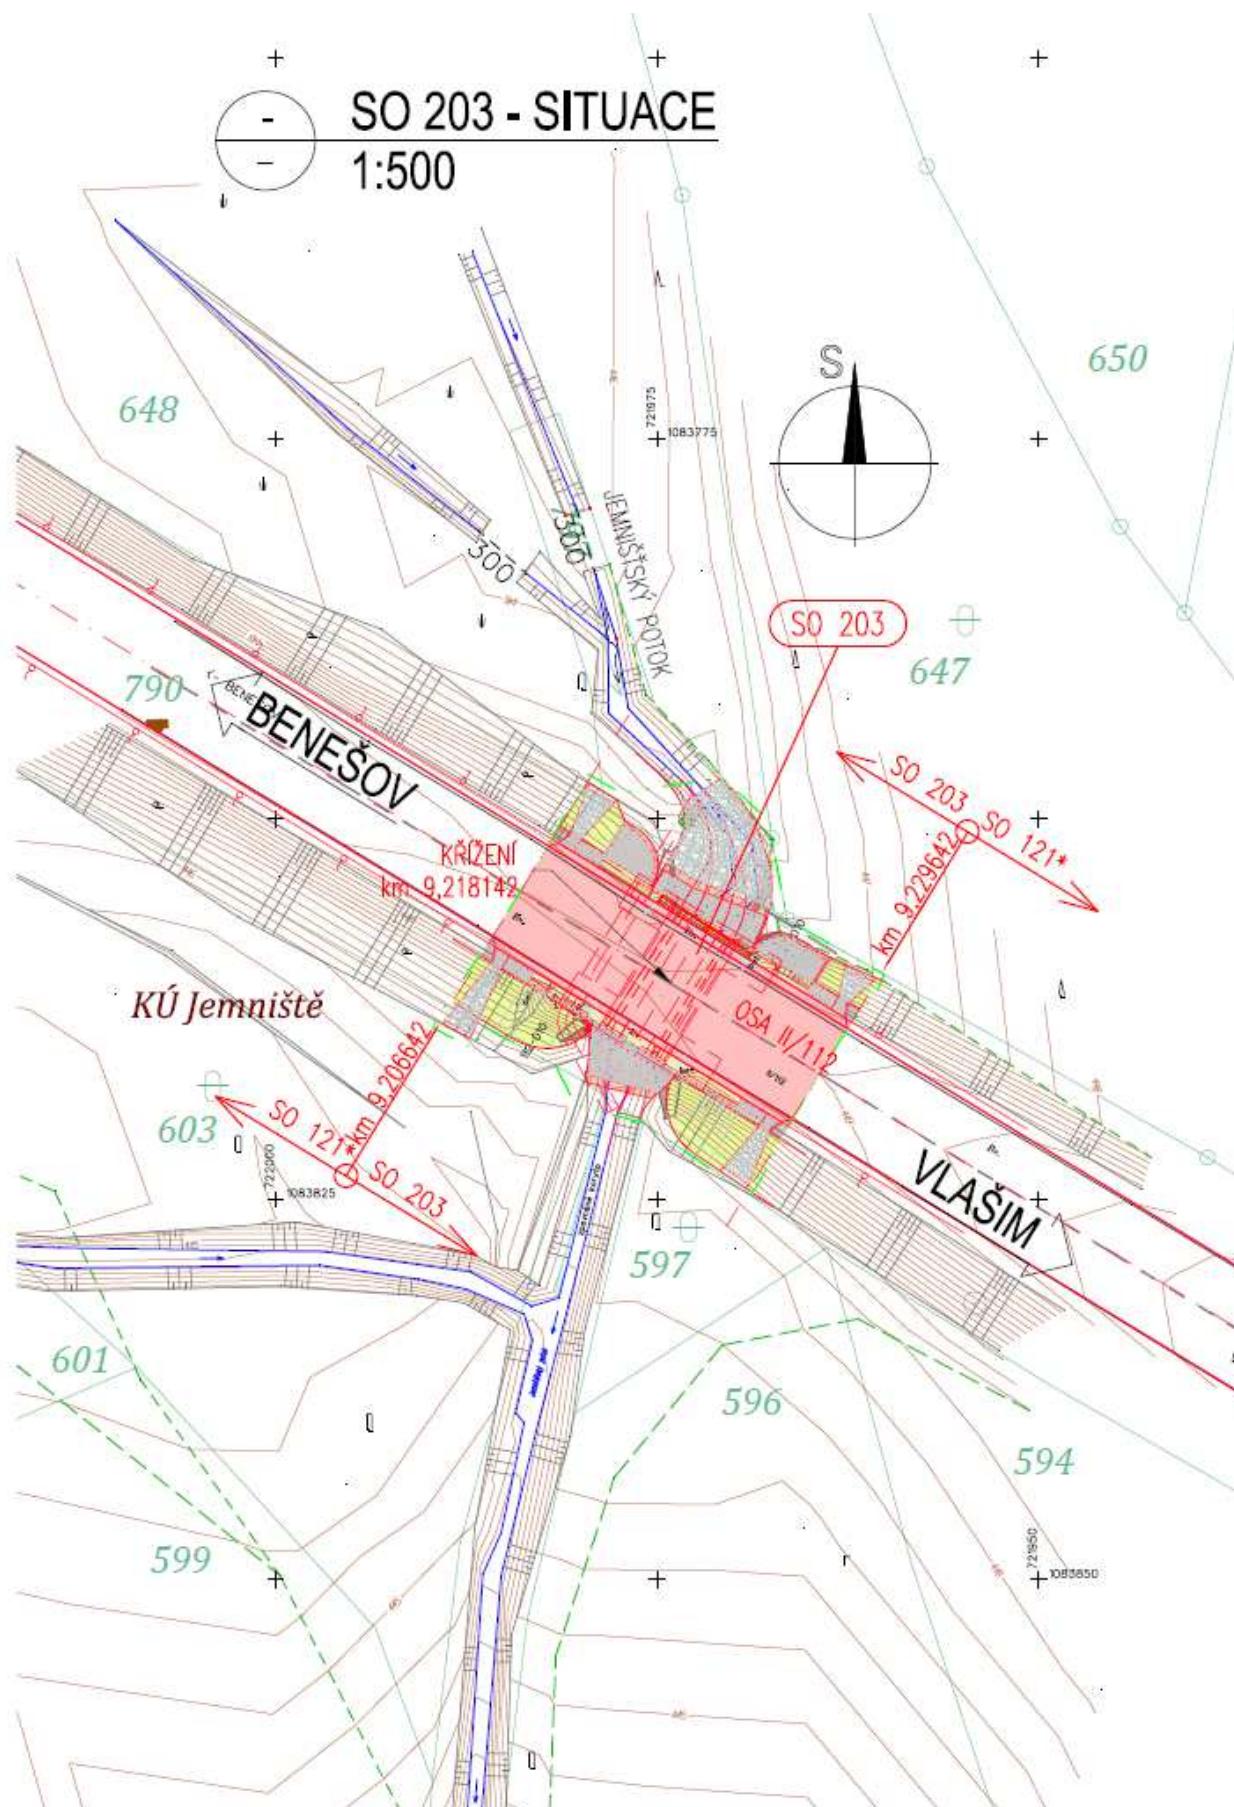 SO 203 - SITUACE
1:500
S
650
648
721975
1083775
JEMNIŠŤSKÝ POTOK
300
SO 203
647
790
BENEŠOV
SO 203
SO 121*
KŘÍŽENÍ
km 9,218142
km 9,229642
OSA II/112
KÚ Jemniště
km 9,206642
SO 121*
SO 203
603
722000
1083825
VLAŠIM
597
601
596
594
599
721950
1083850